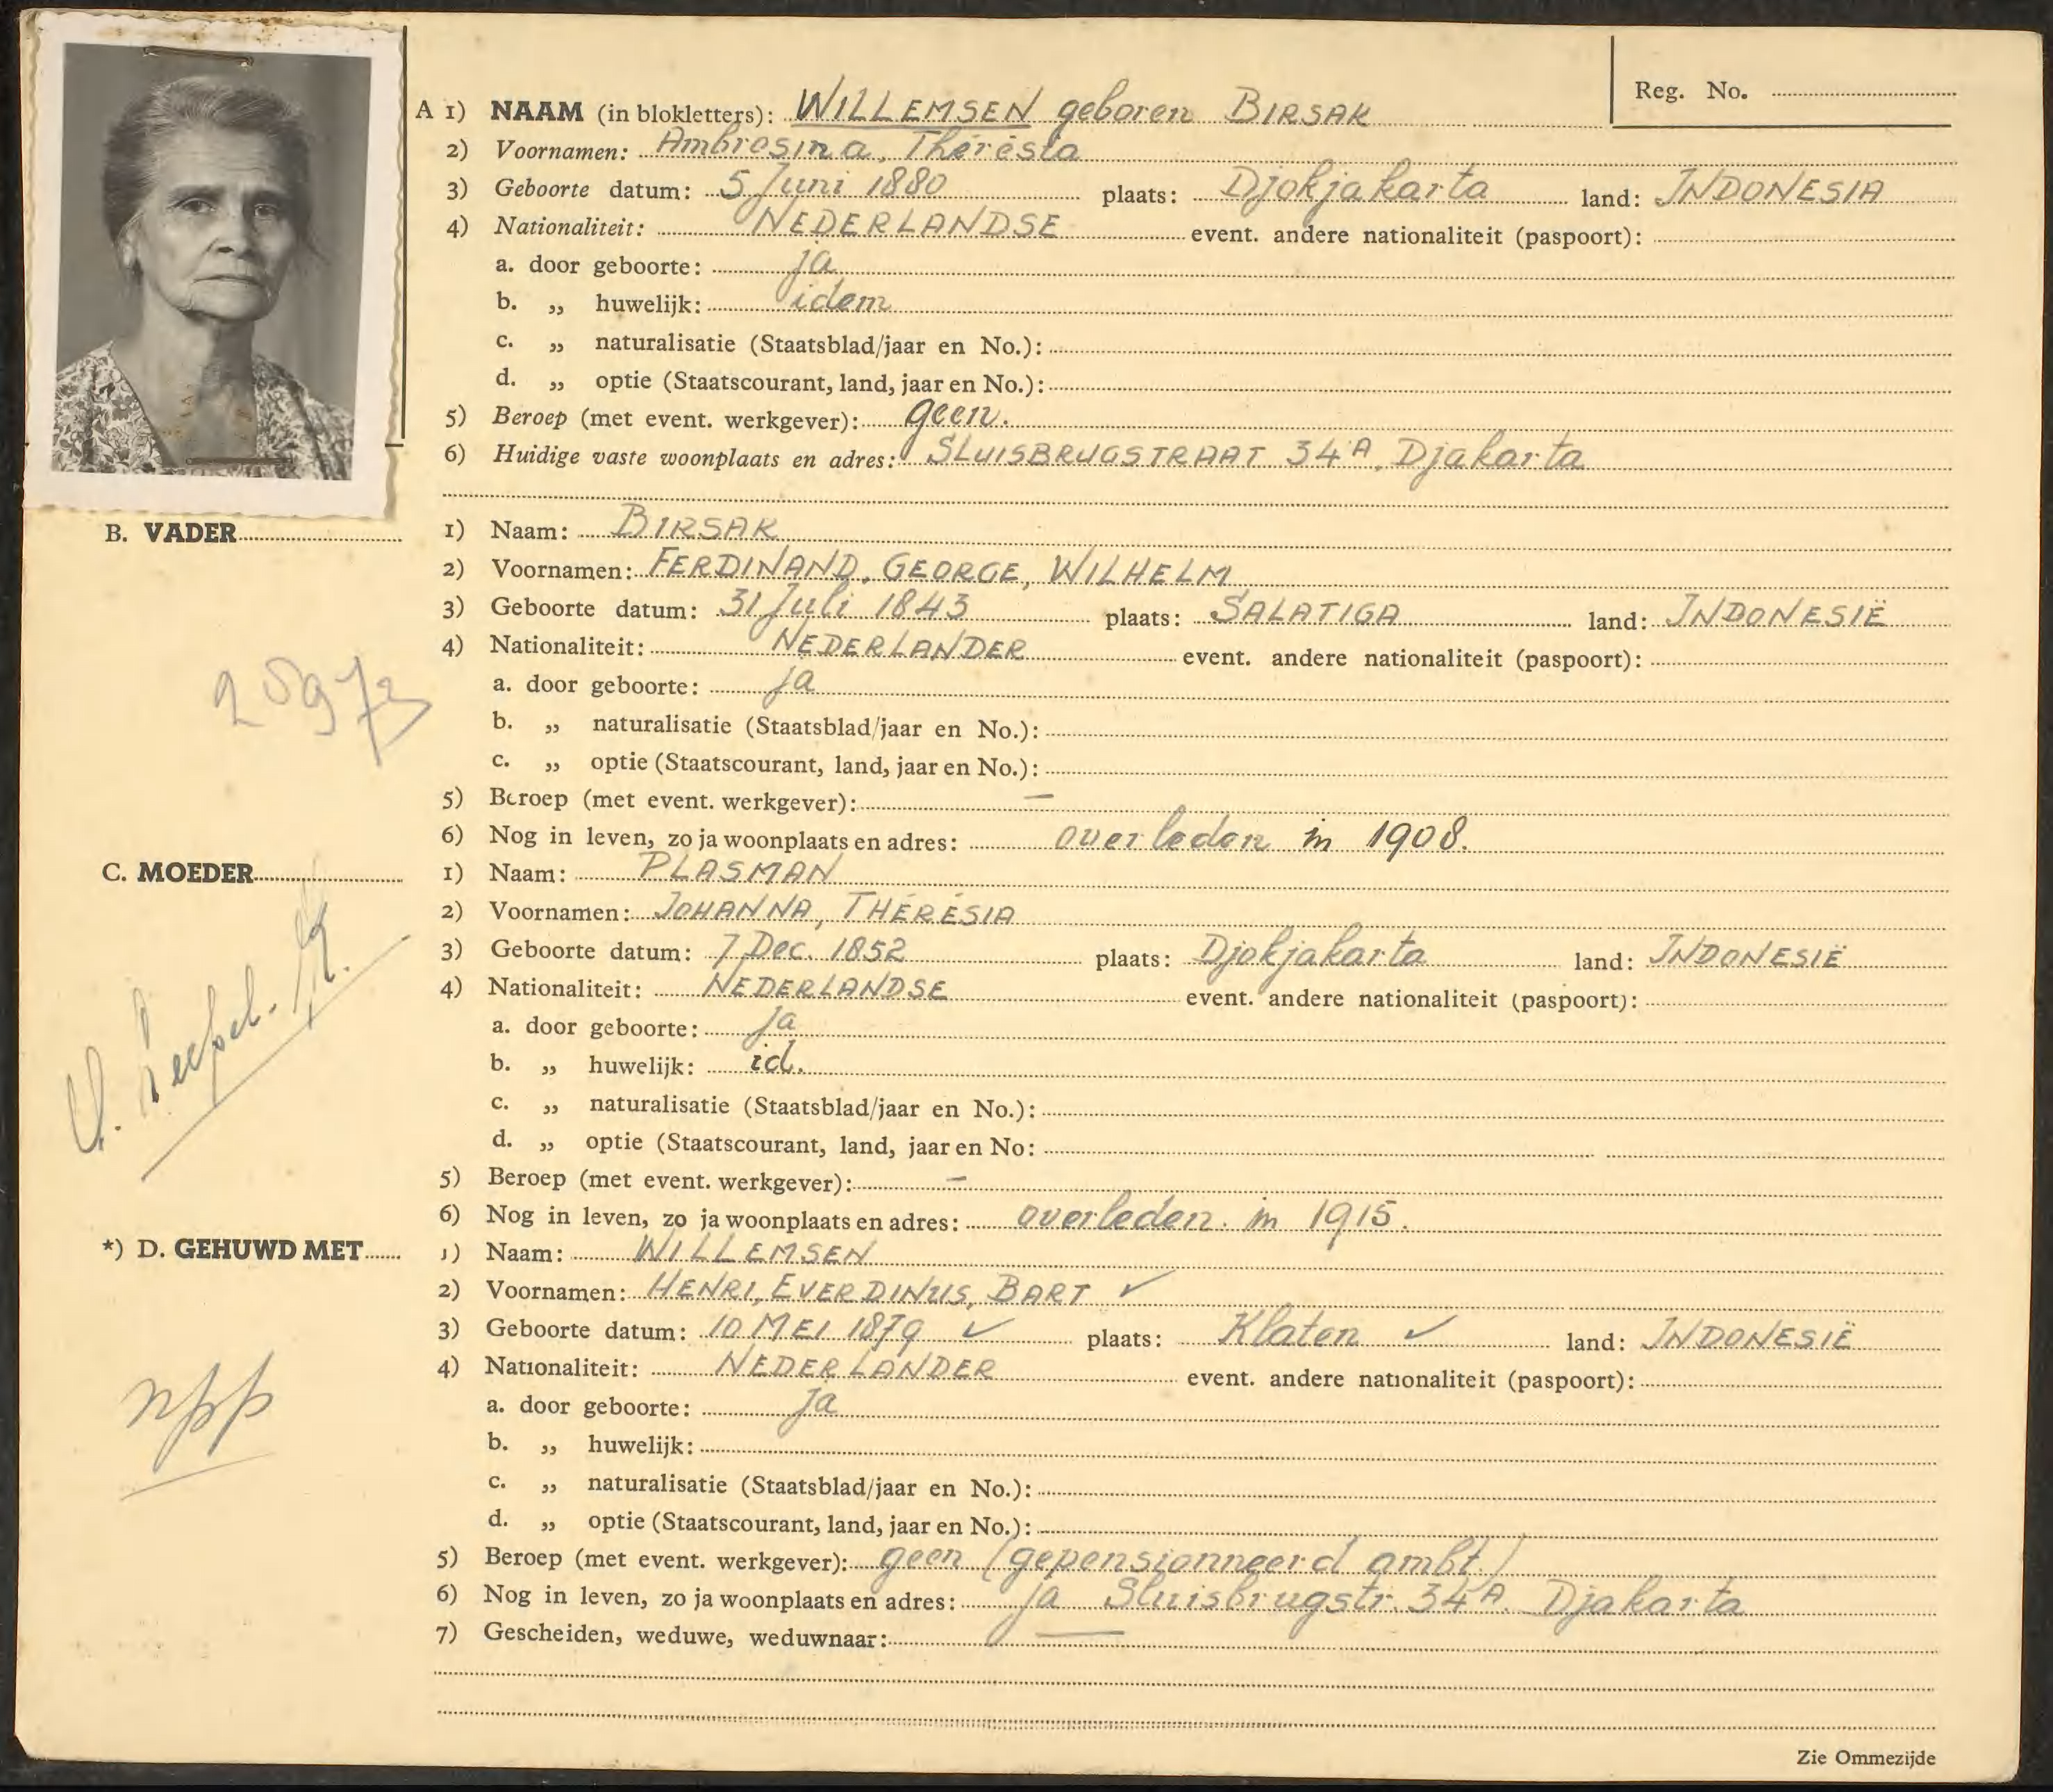 Reg. No.
A 1) NAAM (in blokletters): WILLEMSEN geboren BIRSAK
2) Voornamen: Ambrosina, Thérésia
3) Geboorte datum: 5 Juni 1880 plaats: Djokjakarta land: INDONESIA
4) Nationaliteit: NEDERLANDSE event. andere nationaliteit (paspoort):
a. door geboorte: ja
b. „ huwelijk: idem
c. „ naturalisatie (Staatsblad/jaar en No.):
d. „ optie (Staatscourant, land, jaar en No.):
5) Beroep (met event. werkgever): geen.
6) Huidige vaste woonplaats en adres: SLUISBRUGSTRAAT 34A, Djakarta
B. VADER
1) Naam: BIRSAK
2) Voornamen: FERDINAND, GEORGE, WILHELM
3) Geboorte datum: 31 Juli 1843 plaats: SALATIGA land: INDONESIË
4) Nationaliteit: NEDERLANDER event. andere nationaliteit (paspoort):
a. door geboorte: ja
b. „ naturalisatie (Staatsblad/jaar en No.):
c. „ optie (Staatscourant, land, jaar en No.):
5) Beroep (met event. werkgever): —
6) Nog in leven, zo ja woonplaats en adres: overleden in 1908.
C. MOEDER
1) Naam: PLASMAN
2) Voornamen: JOHANNA, THÉRÉSIA
3) Geboorte datum: 7 Dec. 1852 plaats: Djokjakarta land: INDONESIË
4) Nationaliteit: NEDERLANDSE event. andere nationaliteit (paspoort):
a. door geboorte: ja
b. „ huwelijk: id.
c. „ naturalisatie (Staatsblad/jaar en No.):
d. „ optie (Staatscourant, land, jaar en No:
5) Beroep (met event. werkgever): —
6) Nog in leven, zo ja woonplaats en adres: overleden. in 1915.
*) D. GEHUWD MET
1) Naam: WILLEMSEN
2) Voornamen: HENRI, EVERDINUS, BART ✓
3) Geboorte datum: 10 MEI 1879 ✓ plaats: Klaten ✓ land: INDONESIË
4) Nationaliteit: NEDERLANDER event. andere nationaliteit (paspoort):
a. door geboorte: ja
b. „ huwelijk:
c. „ naturalisatie (Staatsblad/jaar en No.):
d. „ optie (Staatscourant, land, jaar en No.):
5) Beroep (met event. werkgever): geen (gepensionneerd ambt.)
6) Nog in leven, zo ja woonplaats en adres: ja Sluisbrugstr. 34A. Djakarta
7) Gescheiden, weduwe, weduwnaar: —
npp
Zie Ommezijde